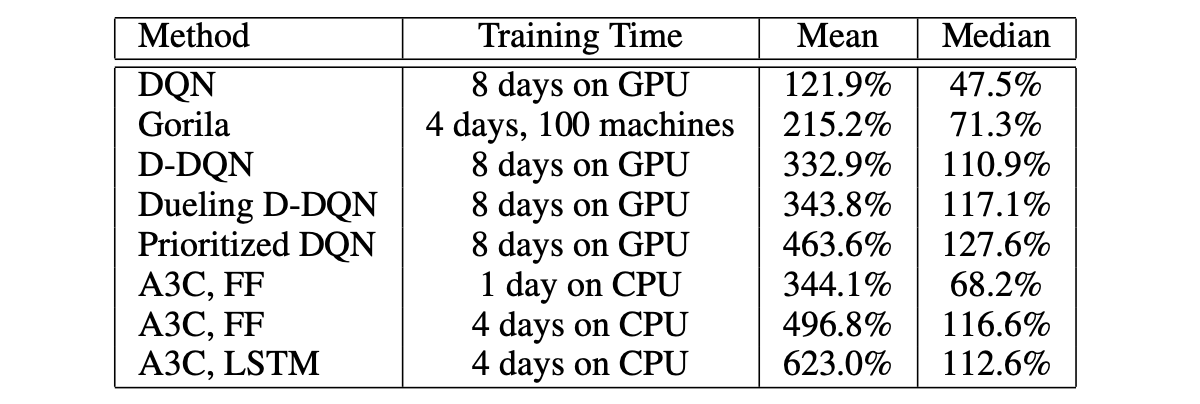 Method Training Time Mean Median
DQN 8 days on GPU 121.9% 47.5%
Gorila 4 days, 100 machines 215.2% 71.3%
D-DQN 8 days on GPU 332.9% 110.9%
Dueling D-DQN 8 days on GPU 343.8% 117.1%
Prioritized DQN 8 days on GPU 463.6% 127.6%
A3C, FF 1 day on CPU 344.1% 68.2%
A3C, FF 4 days on CPU 496.8% 116.6%
A3C, LSTM 4 days on CPU 623.0% 112.6%